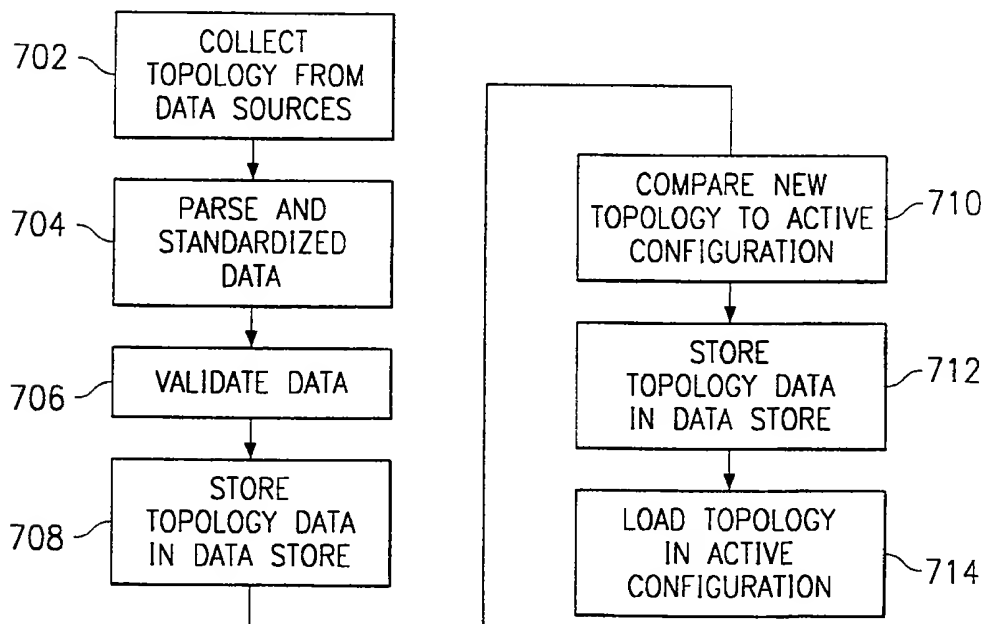 702
COLLECT
TOPOLOGY FROM
DATA SOURCES
704
PARSE AND
STANDARDIZED
DATA
706
VALIDATE DATA
708
STORE
TOPOLOGY DATA
IN DATA STORE
COMPARE NEW
TOPOLOGY TO ACTIVE
CONFIGURATION
710
STORE
TOPOLOGY DATA
IN DATA STORE
712
LOAD TOPOLOGY
IN ACTIVE
CONFIGURATION
714